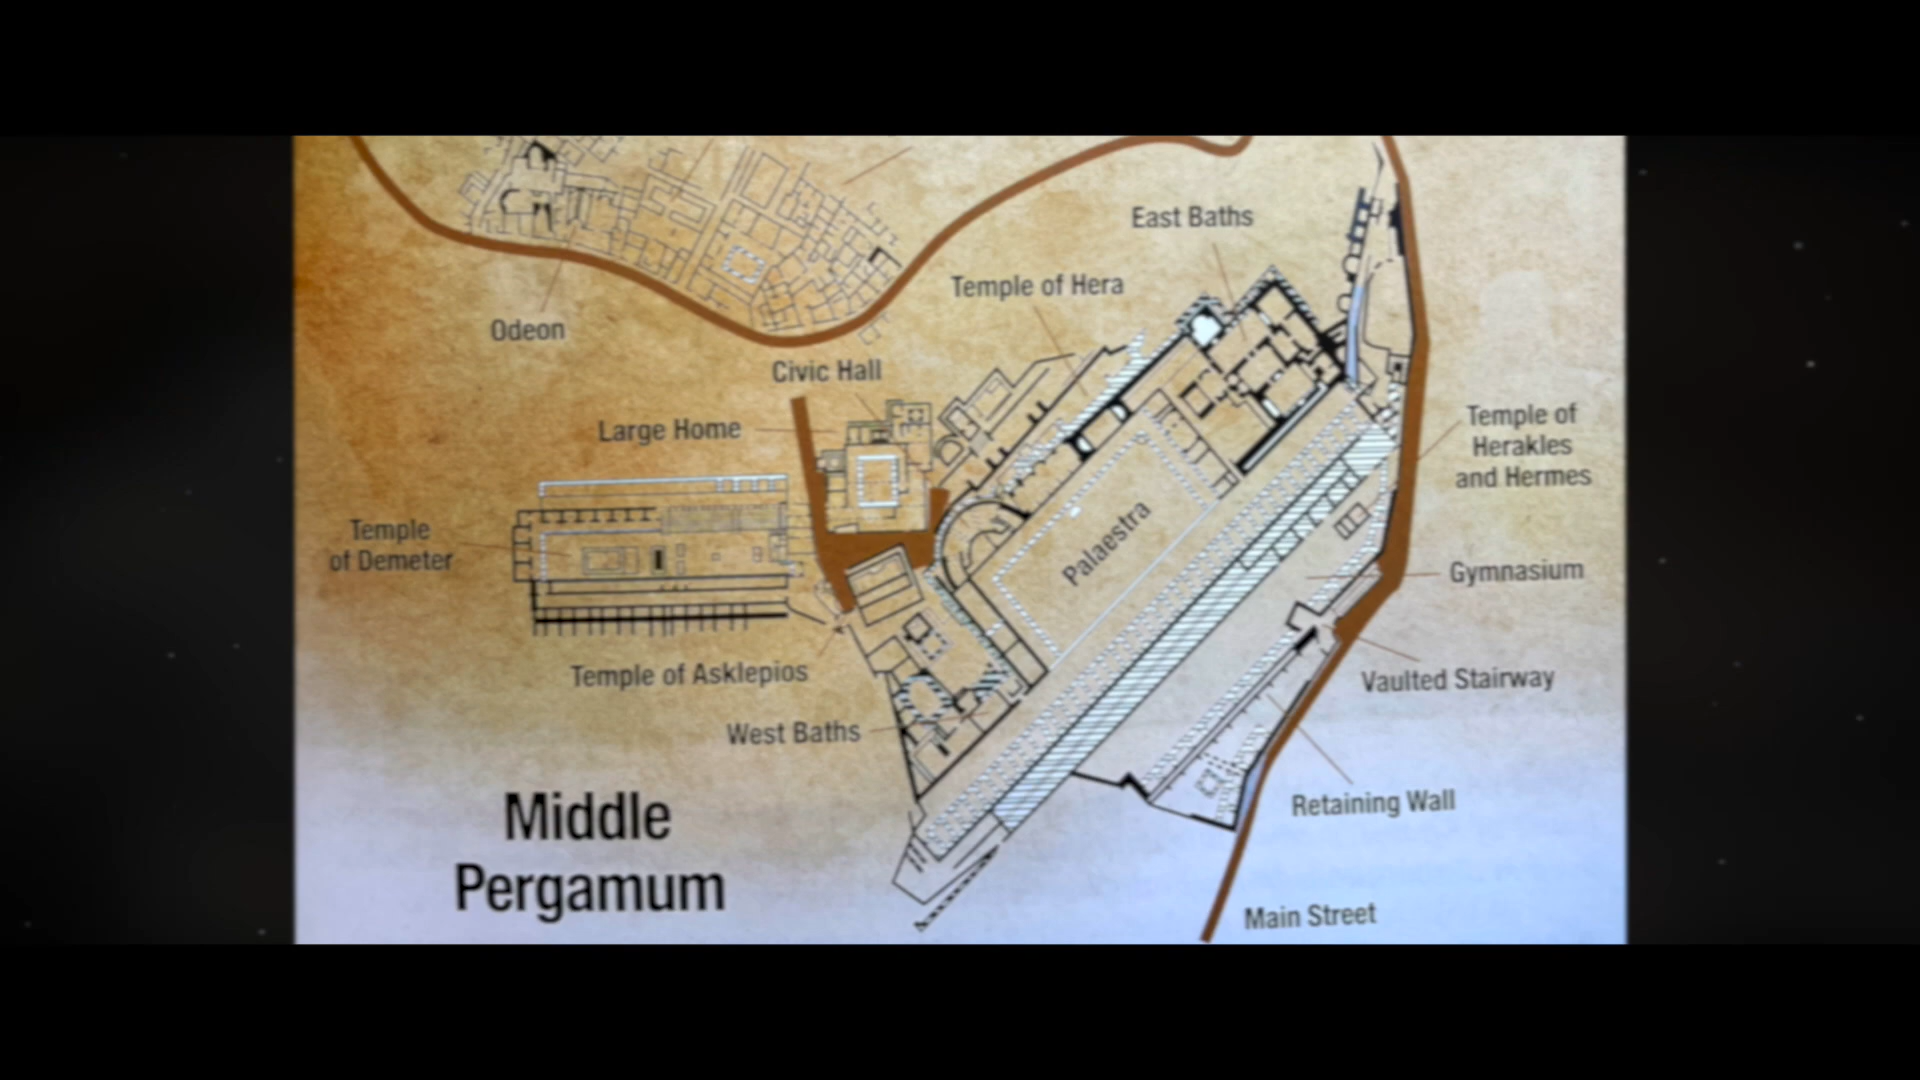 East Baths
Temple of Hera
Odeon
Civic Hall
Large Home
Temple of
Herakles
and Hermes
Temple
of Demeter
Palaestra
Gymnasium
Temple of Asklepios
Vaulted Stairway
West Baths
Retaining Wall
Middle
Pergamum
Main Street